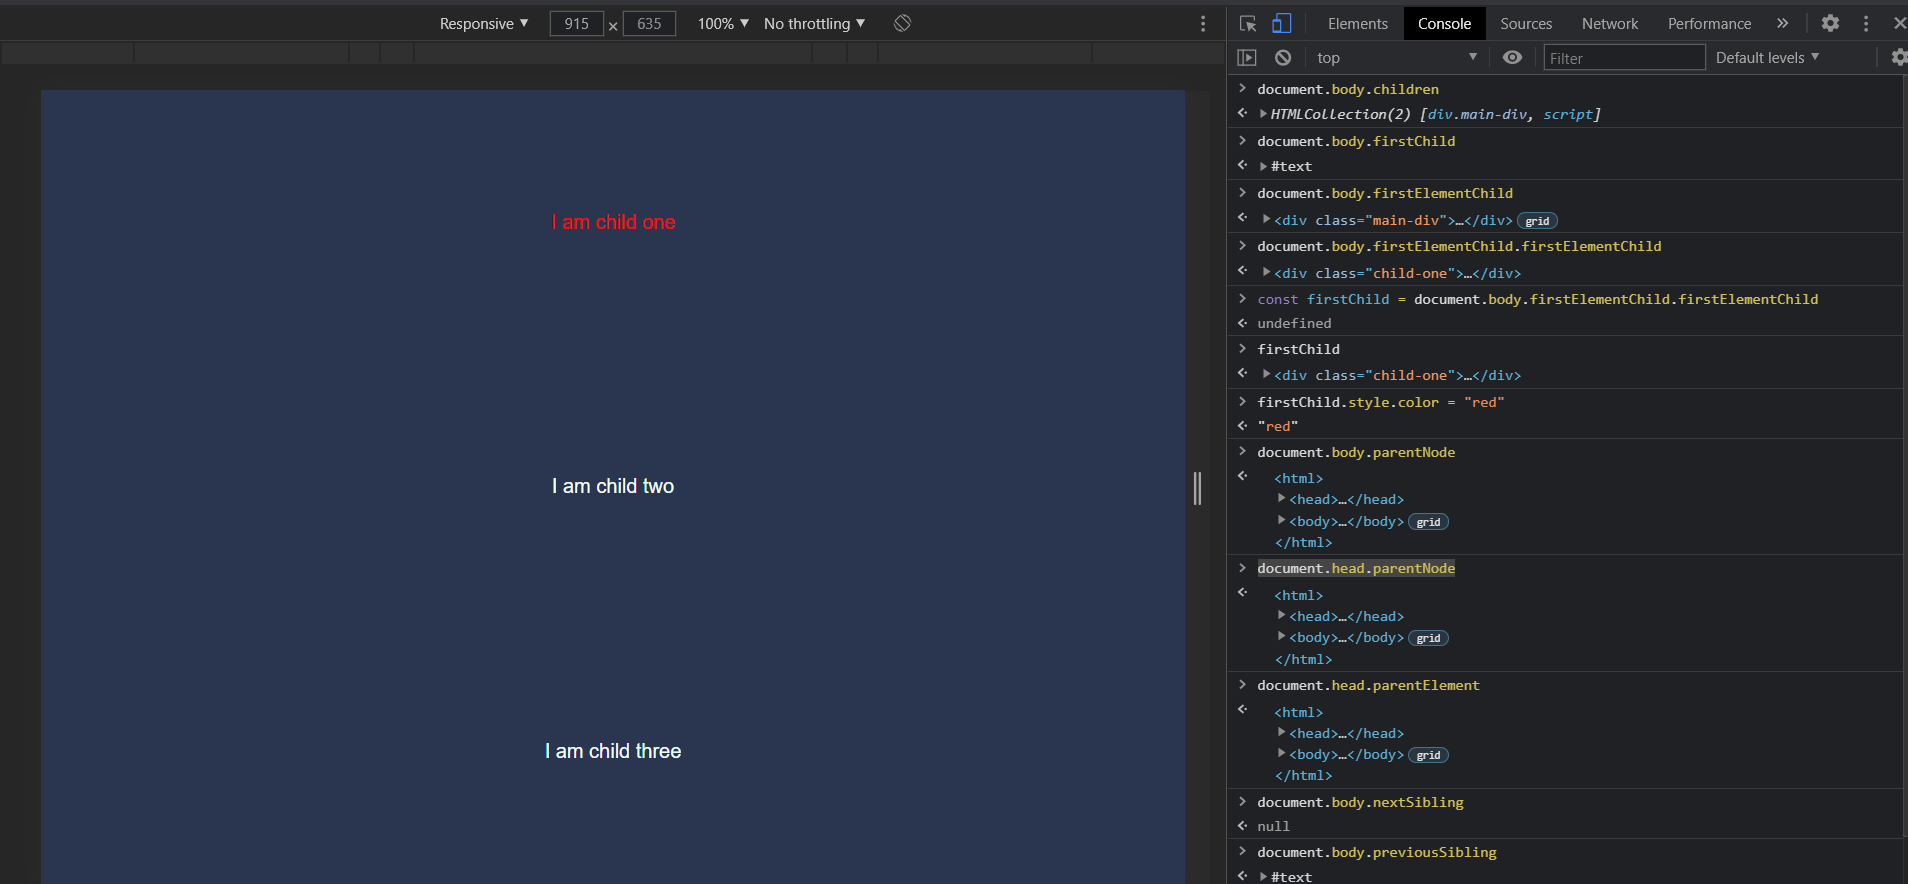 Responsive ▼ 915 × 635 100% ▼ No throttling ▼
Elements Console Sources Network Performance »
top ▼ Filter Default levels ▼
I am child one
I am child two
I am child three
> document.body.children
<· ▶HTMLCollection(2) [div.main-div, script]
> document.body.firstChild
<· ▶#text
> document.body.firstElementChild
<· ▶<div class="main-div">…</div> grid
> document.body.firstElementChild.firstElementChild
<· ▶<div class="child-one">…</div>
> const firstChild = document.body.firstElementChild.firstElementChild
<· undefined
> firstChild
<· ▶<div class="child-one">…</div>
> firstChild.style.color = "red"
<· "red"
> document.body.parentNode
<· <html>
▶<head>…</head>
▶<body>…</body> grid
</html>
> document.head.parentNode
<· <html>
▶<head>…</head>
▶<body>…</body> grid
</html>
> document.head.parentElement
<· <html>
▶<head>…</head>
▶<body>…</body> grid
</html>
> document.body.nextSibling
<· null
> document.body.previousSibling
<· ▶#text